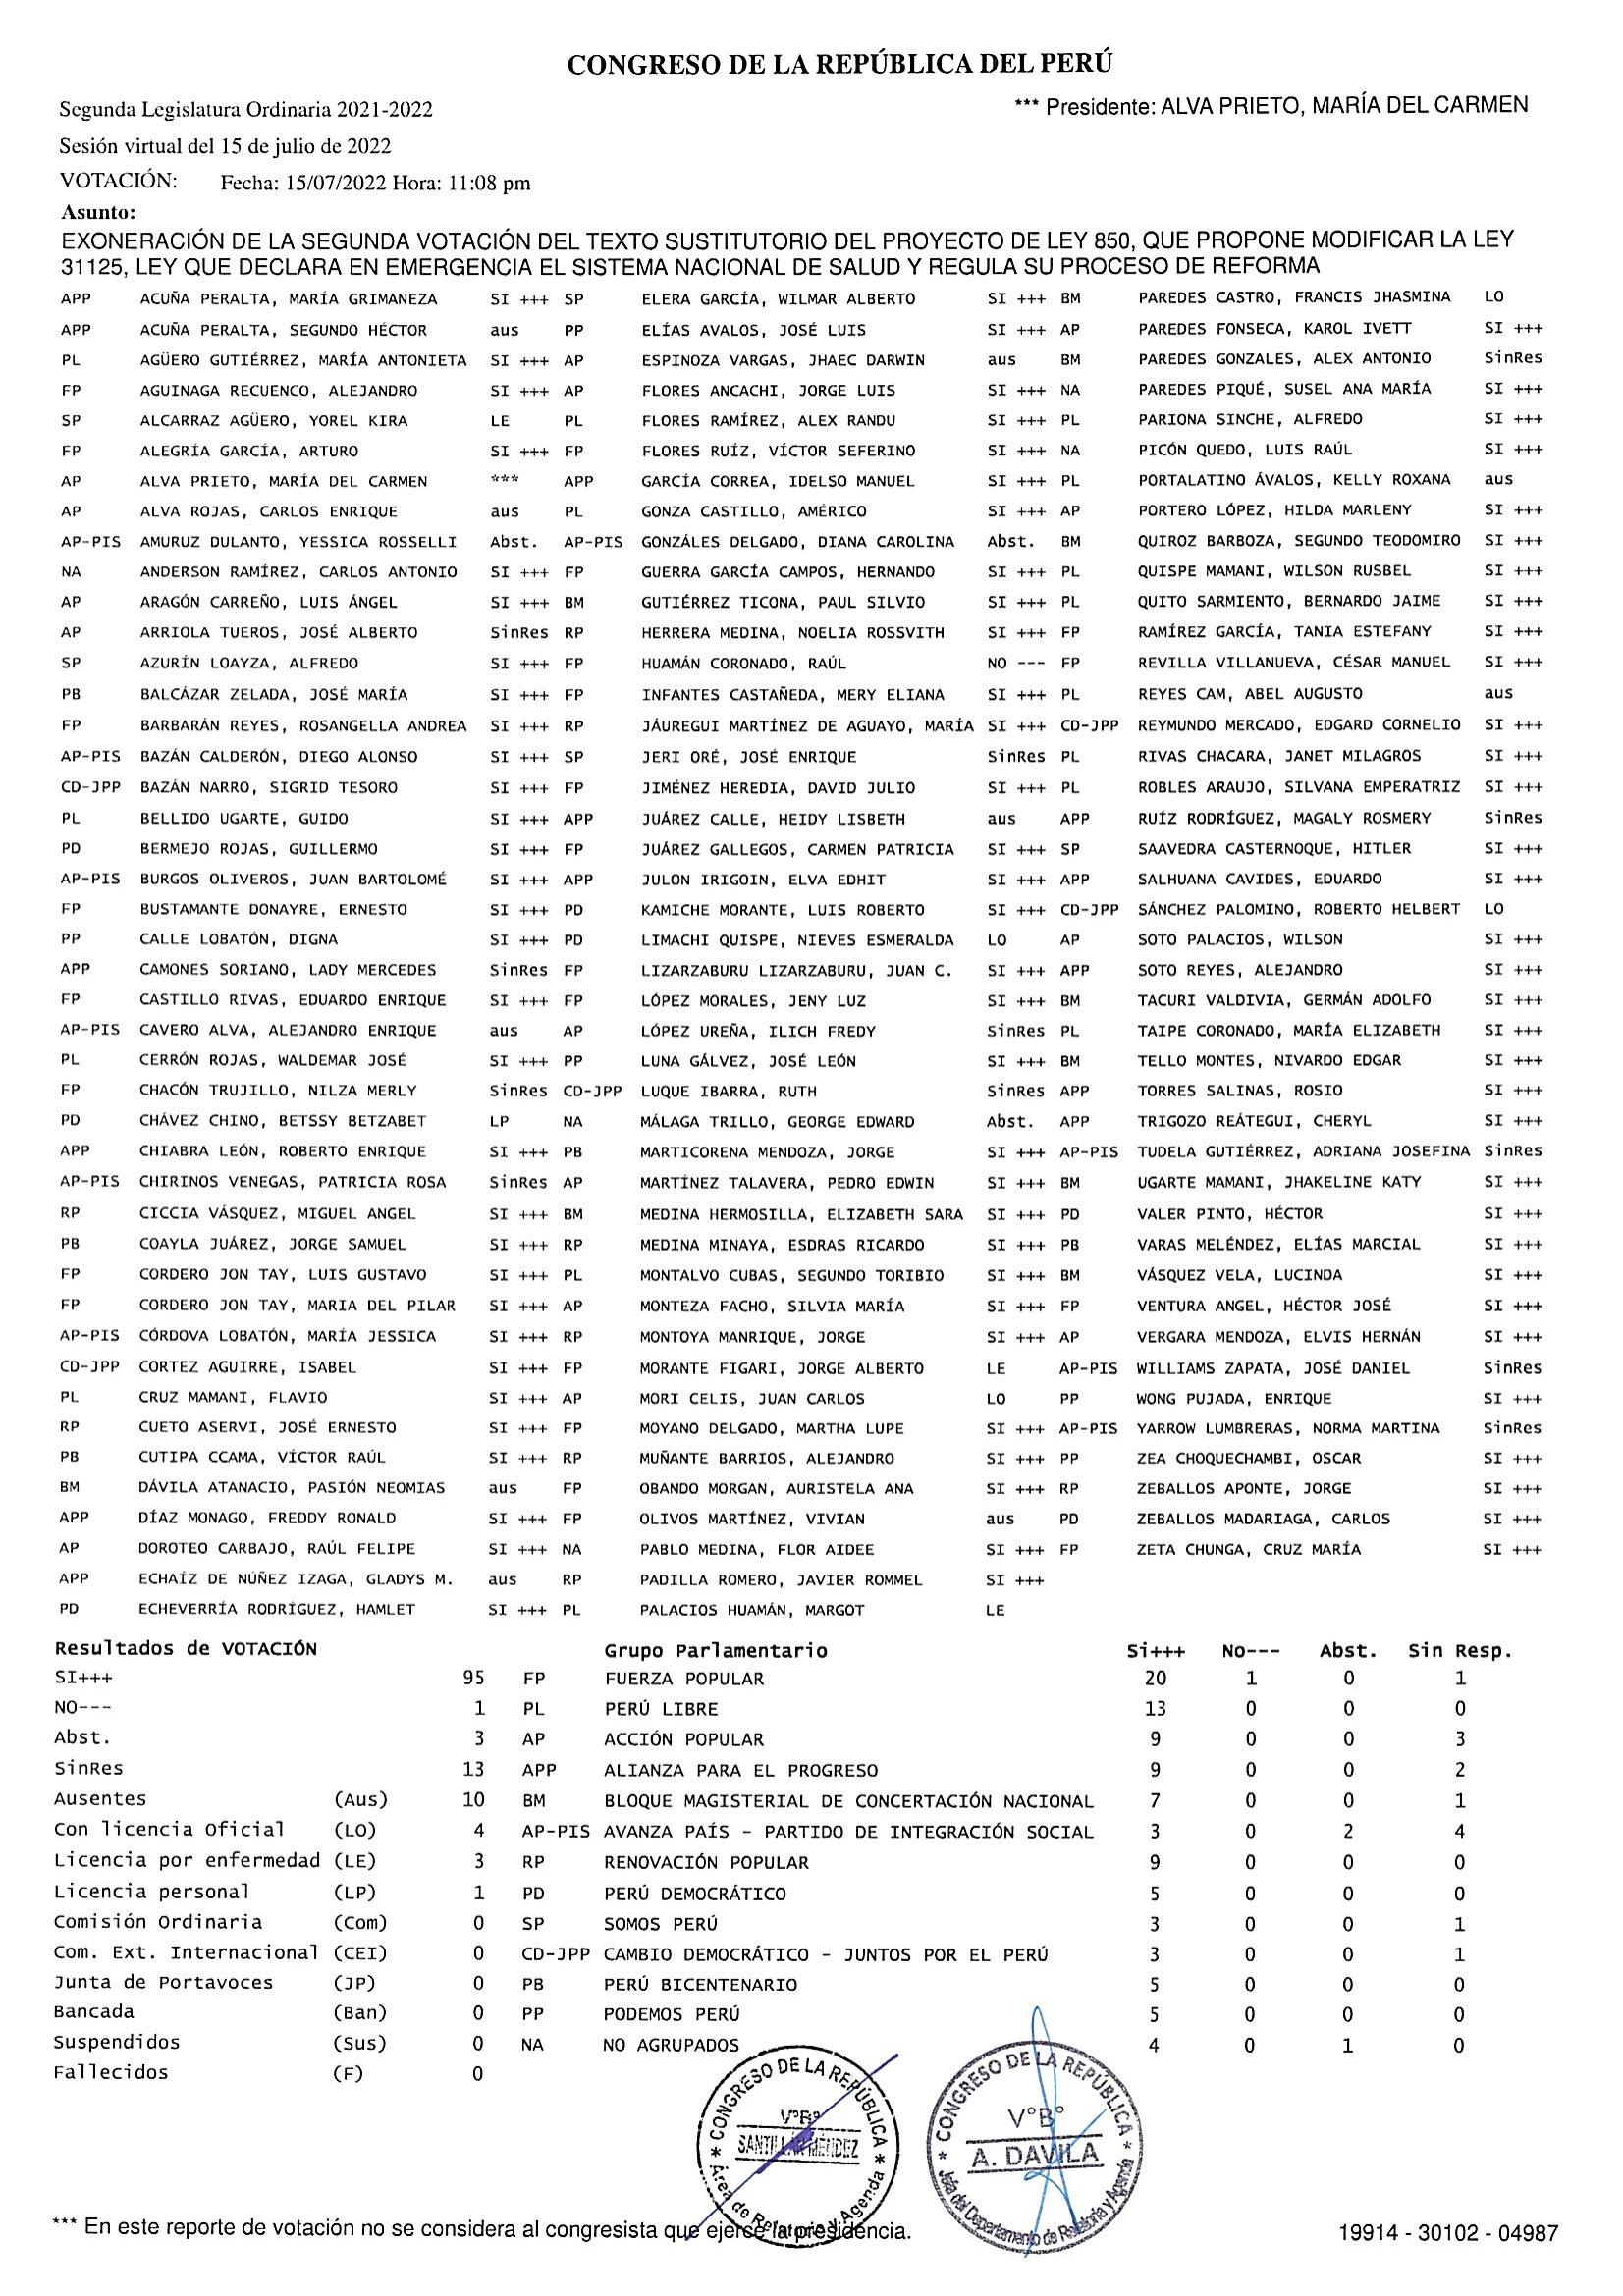 CONGRESO DE LA REPÚBLICA DEL PERÚ
Segunda Legislatura Ordinaria 2021-2022 *** Presidente: ALVA PRIETO, MARÍA DEL CARMEN
Sesión virtual del 15 de julio de 2022
VOTACIÓN: Fecha: 15/07/2022 Hora: 11:08 pm
Asunto:
EXONERACIÓN DE LA SEGUNDA VOTACIÓN DEL TEXTO SUSTITUTORIO DEL PROYECTO DE LEY 850, QUE PROPONE MODIFICAR LA LEY
31125, LEY QUE DECLARA EN EMERGENCIA EL SISTEMA NACIONAL DE SALUD Y REGULA SU PROCESO DE REFORMA
APP ACUÑA PERALTA, MARÍA GRIMANEZA SI +++ SP ELERA GARCÍA, WILMAR ALBERTO SI +++ BM PAREDES CASTRO, FRANCIS JHASMINA LO
APP ACUÑA PERALTA, SEGUNDO HÉCTOR aus PP ELÍAS AVALOS, JOSÉ LUIS SI +++ AP PAREDES FONSECA, KAROL IVETT SI +++
PL AGÜERO GUTIÉRREZ, MARÍA ANTONIETA SI +++ AP ESPINOZA VARGAS, JHAEC DARWIN aus BM PAREDES GONZALES, ALEX ANTONIO SinRes
FP AGUINAGA RECUENCO, ALEJANDRO SI +++ AP FLORES ANCACHI, JORGE LUIS SI +++ NA PAREDES PIQUÉ, SUSEL ANA MARÍA SI +++
SP ALCARRAZ AGÜERO, YOREL KIRA LE PL FLORES RAMÍREZ, ALEX RANDU SI +++ PL PARIONA SINCHE, ALFREDO SI +++
FP ALEGRÍA GARCÍA, ARTURO SI +++ FP FLORES RUÍZ, VÍCTOR SEFERINO SI +++ NA PICÓN QUEDO, LUIS RAÚL SI +++
AP ALVA PRIETO, MARÍA DEL CARMEN *** APP GARCÍA CORREA, IDELSO MANUEL SI +++ PL PORTALATINO ÁVALOS, KELLY ROXANA aus
AP ALVA ROJAS, CARLOS ENRIQUE aus PL GONZA CASTILLO, AMÉRICO SI +++ AP PORTERO LÓPEZ, HILDA MARLENY SI +++
AP-PIS AMURUZ DULANTO, YESSICA ROSSELLI Abst. AP-PIS GONZÁLES DELGADO, DIANA CAROLINA Abst. BM QUIROZ BARBOZA, SEGUNDO TEODOMIRO SI +++
NA ANDERSON RAMÍREZ, CARLOS ANTONIO SI +++ FP GUERRA GARCÍA CAMPOS, HERNANDO SI +++ PL QUISPE MAMANI, WILSON RUSBEL SI +++
AP ARAGÓN CARREÑO, LUIS ÁNGEL SI +++ BM GUTIÉRREZ TICONA, PAUL SILVIO SI +++ PL QUITO SARMIENTO, BERNARDO JAIME SI +++
AP ARRIOLA TUEROS, JOSÉ ALBERTO SinRes RP HERRERA MEDINA, NOELIA ROSSVITH SI +++ FP RAMÍREZ GARCÍA, TANIA ESTEFANY SI +++
SP AZURÍN LOAYZA, ALFREDO SI +++ FP HUAMÁN CORONADO, RAÚL NO --- FP REVILLA VILLANUEVA, CÉSAR MANUEL SI +++
PB BALCÁZAR ZELADA, JOSÉ MARÍA SI +++ FP INFANTES CASTAÑEDA, MERY ELIANA SI +++ PL REYES CAM, ABEL AUGUSTO aus
FP BARBARÁN REYES, ROSANGELLA ANDREA SI +++ RP JÁUREGUI MARTÍNEZ DE AGUAYO, MARÍA SI +++ CD-JPP REYMUNDO MERCADO, EDGARD CORNELIO SI +++
AP-PIS BAZÁN CALDERÓN, DIEGO ALONSO SI +++ SP JERI ORÉ, JOSÉ ENRIQUE SinRes PL RIVAS CHACARA, JANET MILAGROS SI +++
CD-JPP BAZÁN NARRO, SIGRID TESORO SI +++ FP JIMÉNEZ HEREDIA, DAVID JULIO SI +++ PL ROBLES ARAUJO, SILVANA EMPERATRIZ SI +++
PL BELLIDO UGARTE, GUIDO SI +++ APP JUÁREZ CALLE, HEIDY LISBETH aus APP RUÍZ RODRÍGUEZ, MAGALY ROSMERY SinRes
PD BERMEJO ROJAS, GUILLERMO SI +++ FP JUÁREZ GALLEGOS, CARMEN PATRICIA SI +++ SP SAAVEDRA CASTERNOQUE, HITLER SI +++
AP-PIS BURGOS OLIVEROS, JUAN BARTOLOMÉ SI +++ APP JULON IRIGOIN, ELVA EDHIT SI +++ APP SALHUANA CAVIDES, EDUARDO SI +++
FP BUSTAMANTE DONAYRE, ERNESTO SI +++ PD KAMICHE MORANTE, LUIS ROBERTO SI +++ CD-JPP SÁNCHEZ PALOMINO, ROBERTO HELBERT LO
PP CALLE LOBATÓN, DIGNA SI +++ PD LIMACHI QUISPE, NIEVES ESMERALDA LO AP SOTO PALACIOS, WILSON SI +++
APP CAMONES SORIANO, LADY MERCEDES SinRes FP LIZARZABURU LIZARZABURU, JUAN C. SI +++ APP SOTO REYES, ALEJANDRO SI +++
FP CASTILLO RIVAS, EDUARDO ENRIQUE SI +++ FP LÓPEZ MORALES, JENY LUZ SI +++ BM TACURI VALDIVIA, GERMÁN ADOLFO SI +++
AP-PIS CAVERO ALVA, ALEJANDRO ENRIQUE aus AP LÓPEZ UREÑA, ILICH FREDY SinRes PL TAIPE CORONADO, MARÍA ELIZABETH SI +++
PL CERRÓN ROJAS, WALDEMAR JOSÉ SI +++ PP LUNA GÁLVEZ, JOSÉ LEÓN SI +++ BM TELLO MONTES, NIVARDO EDGAR SI +++
FP CHACÓN TRUJILLO, NILZA MERLY SinRes CD-JPP LUQUE IBARRA, RUTH SinRes APP TORRES SALINAS, ROSIO SI +++
PD CHÁVEZ CHINO, BETSSY BETZABET LP NA MÁLAGA TRILLO, GEORGE EDWARD Abst. APP TRIGOZO REÁTEGUI, CHERYL SI +++
APP CHIABRA LEÓN, ROBERTO ENRIQUE SI +++ PB MARTICORENA MENDOZA, JORGE SI +++ AP-PIS TUDELA GUTIÉRREZ, ADRIANA JOSEFINA SinRes
AP-PIS CHIRINOS VENEGAS, PATRICIA ROSA SinRes AP MARTÍNEZ TALAVERA, PEDRO EDWIN SI +++ BM UGARTE MAMANI, JHAKELINE KATY SI +++
RP CICCIA VÁSQUEZ, MIGUEL ANGEL SI +++ BM MEDINA HERMOSILLA, ELIZABETH SARA SI +++ PD VALER PINTO, HÉCTOR SI +++
PB COAYLA JUÁREZ, JORGE SAMUEL SI +++ RP MEDINA MINAYA, ESDRAS RICARDO SI +++ PB VARAS MELÉNDEZ, ELÍAS MARCIAL SI +++
FP CORDERO JON TAY, LUIS GUSTAVO SI +++ PL MONTALVO CUBAS, SEGUNDO TORIBIO SI +++ BM VÁSQUEZ VELA, LUCINDA SI +++
FP CORDERO JON TAY, MARIA DEL PILAR SI +++ AP MONTEZA FACHO, SILVIA MARÍA SI +++ FP VENTURA ANGEL, HÉCTOR JOSÉ SI +++
AP-PIS CÓRDOVA LOBATÓN, MARÍA JESSICA SI +++ RP MONTOYA MANRIQUE, JORGE SI +++ AP VERGARA MENDOZA, ELVIS HERNÁN SI +++
CD-JPP CORTEZ AGUIRRE, ISABEL SI +++ FP MORANTE FIGARI, JORGE ALBERTO LE AP-PIS WILLIAMS ZAPATA, JOSÉ DANIEL SinRes
PL CRUZ MAMANI, FLAVIO SI +++ AP MORI CELIS, JUAN CARLOS LO PP WONG PUJADA, ENRIQUE SI +++
RP CUETO ASERVI, JOSÉ ERNESTO SI +++ FP MOYANO DELGADO, MARTHA LUPE SI +++ AP-PIS YARROW LUMBRERAS, NORMA MARTINA SinRes
PB CUTIPA CCAMA, VÍCTOR RAÚL SI +++ RP MUÑANTE BARRIOS, ALEJANDRO SI +++ PP ZEA CHOQUECHAMBI, OSCAR SI +++
BM DÁVILA ATANACIO, PASIÓN NEOMIAS aus FP OBANDO MORGAN, AURISTELA ANA SI +++ RP ZEBALLOS APONTE, JORGE SI +++
APP DÍAZ MONAGO, FREDDY RONALD SI +++ FP OLIVOS MARTÍNEZ, VIVIAN aus PD ZEBALLOS MADARIAGA, CARLOS SI +++
AP DOROTEO CARBAJO, RAÚL FELIPE SI +++ NA PABLO MEDINA, FLOR AIDEE SI +++ FP ZETA CHUNGA, CRUZ MARÍA SI +++
APP ECHAÍZ DE NÚÑEZ IZAGA, GLADYS M. aus RP PADILLA ROMERO, JAVIER ROMMEL SI +++
PD ECHEVERRÍA RODRÍGUEZ, HAMLET SI +++ PL PALACIOS HUAMÁN, MARGOT LE
Resultados de VOTACIÓN Grupo Parlamentario Si+++ No--- Abst. Sin Resp.
SI+++ 95 FP FUERZA POPULAR 20 1 0 1
NO--- 1 PL PERÚ LIBRE 13 0 0 0
Abst. 3 AP ACCIÓN POPULAR 9 0 0 3
SinRes 13 APP ALIANZA PARA EL PROGRESO 9 0 0 2
Ausentes (Aus) 10 BM BLOQUE MAGISTERIAL DE CONCERTACIÓN NACIONAL 7 0 0 1
Con licencia Oficial (LO) 4 AP-PIS AVANZA PAÍS - PARTIDO DE INTEGRACIÓN SOCIAL 3 0 2 4
Licencia por enfermedad (LE) 3 RP RENOVACIÓN POPULAR 9 0 0 0
Licencia personal (LP) 1 PD PERÚ DEMOCRÁTICO 5 0 0 0
Comisión Ordinaria (Com) 0 SP SOMOS PERÚ 3 0 0 1
Com. Ext. Internacional (CEI) 0 CD-JPP CAMBIO DEMOCRÁTICO - JUNTOS POR EL PERÚ 3 0 0 1
Junta de Portavoces (JP) 0 PB PERÚ BICENTENARIO 5 0 0 0
Bancada (Ban) 0 PP PODEMOS PERÚ 5 0 0 0
Suspendidos (Sus) 0 NA NO AGRUPADOS 4 0 1 0
Fallecidos (F) 0
* CONGRESO DE LA REPÚBLICA *
V°B°
SANTILLAN MENDEZ
Área de Relatoría y Agenda
* CONGRESO DE LA REPÚBLICA *
V°B°
A. DAVILA
Jefa del Departamento de Relatoría y Agenda
*** En este reporte de votación no se considera al congresista que ejerce la presidencia. 19914 - 30102 - 04987